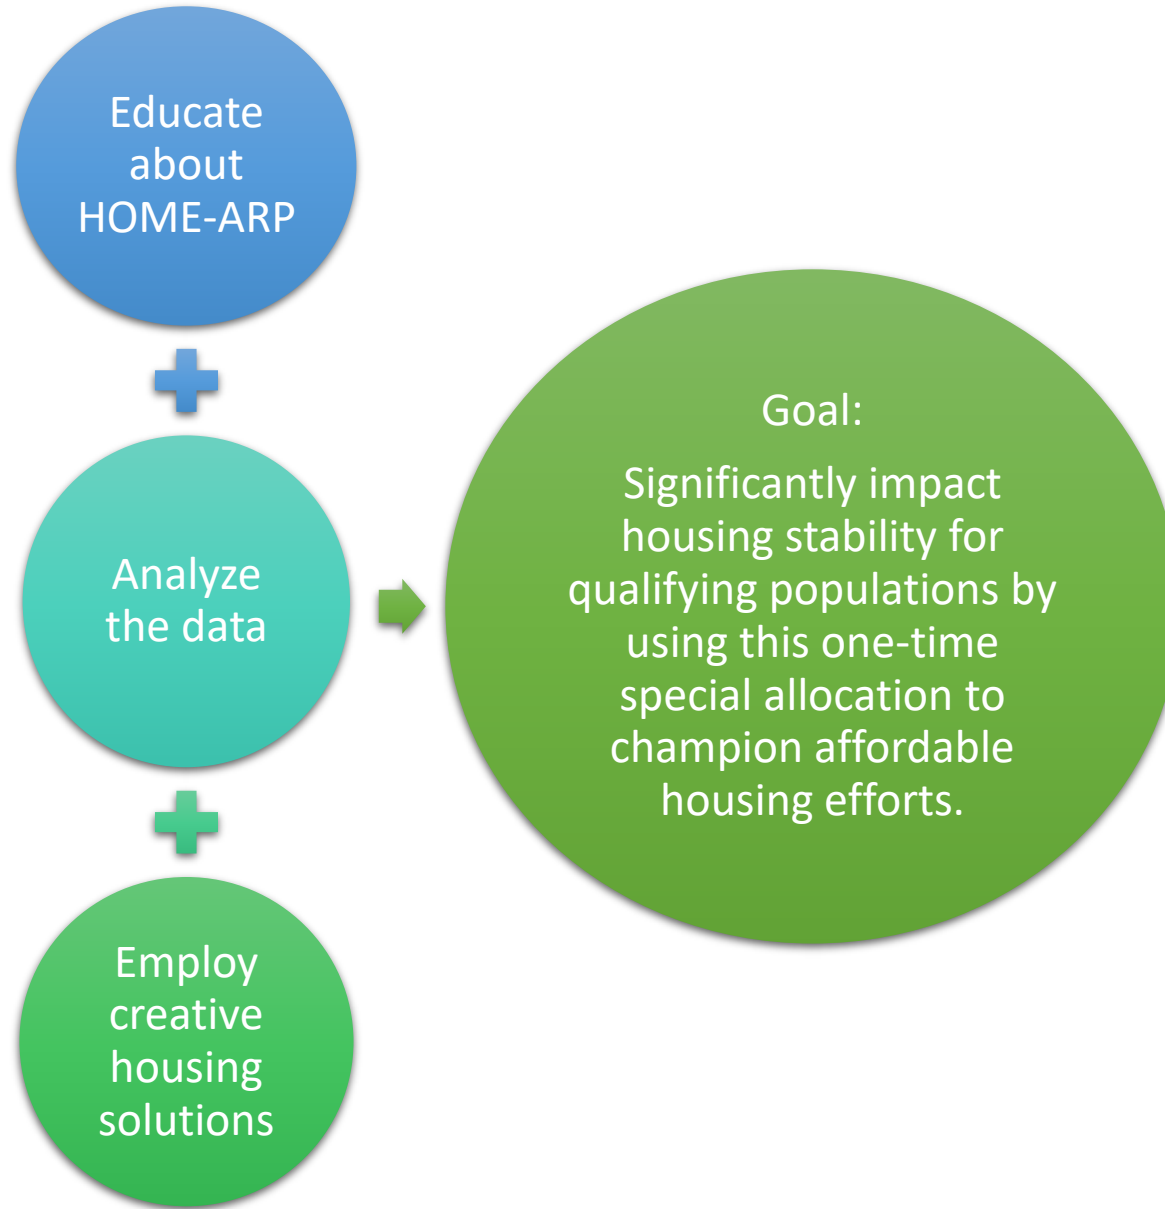 Educate
about
HOME-ARP
Analyze
the data
Employ
creative
housing
solutions
Goal:
Significantly impact
housing stability for
qualifying populations by
using this one-time
special allocation to
champion affordable
housing efforts.